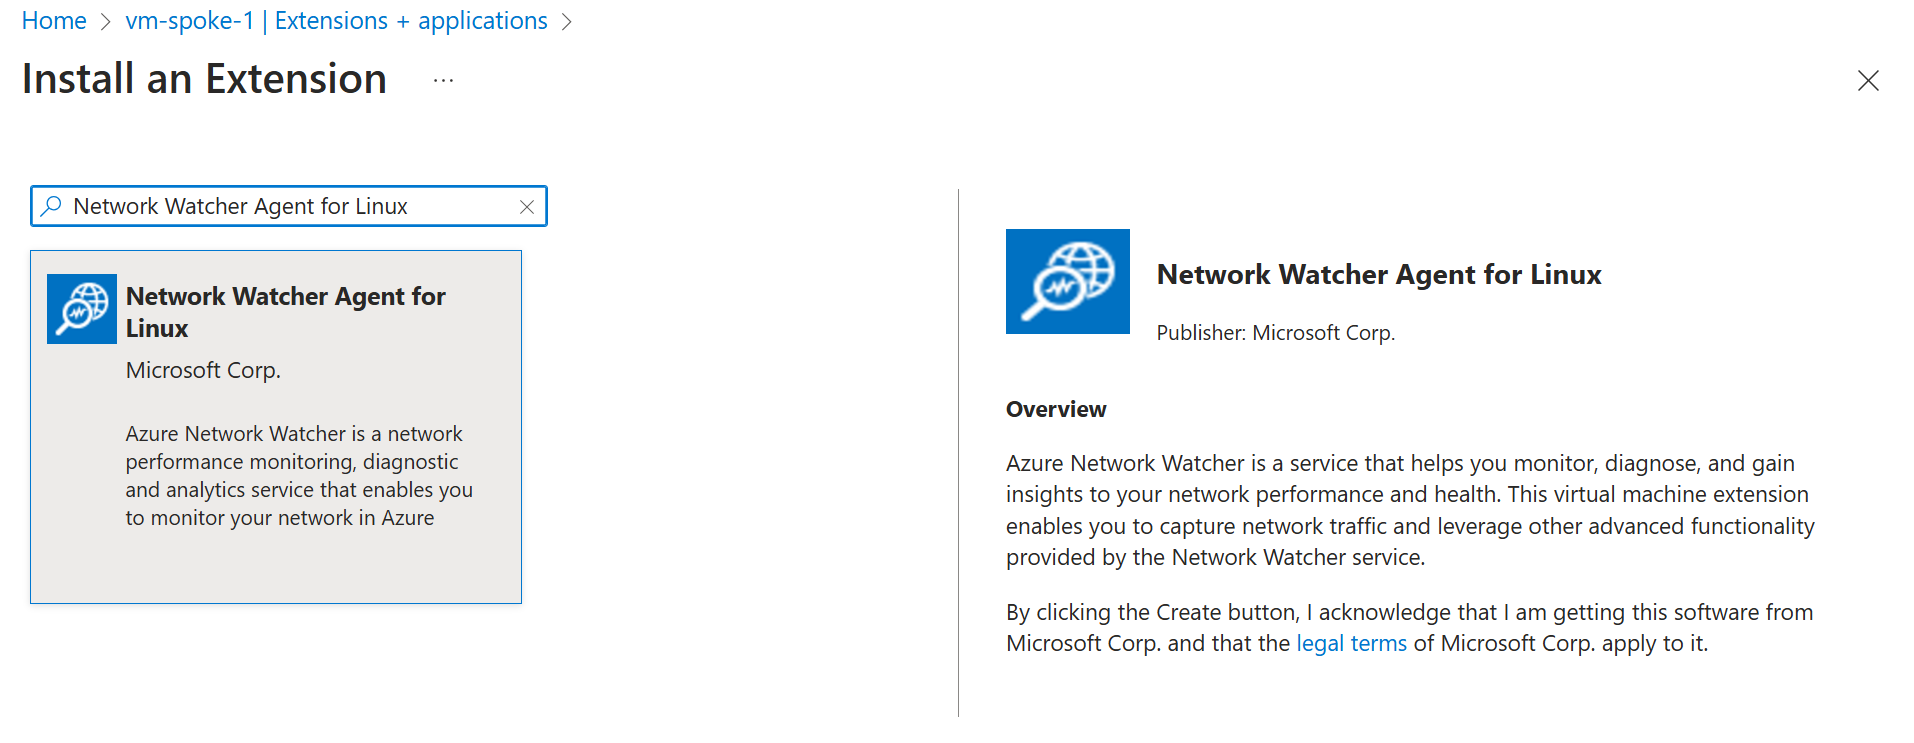 Home > vm-spoke-1 | Extensions + applications >
Install an Extension ...
Network Watcher Agent for Linux
Network Watcher Agent for
Linux
Microsoft Corp.
Azure Network Watcher is a network
performance monitoring, diagnostic
and analytics service that enables you
to monitor your network in Azure
Network Watcher Agent for Linux
Publisher: Microsoft Corp.
Overview
Azure Network Watcher is a service that helps you monitor, diagnose, and gain
insights to your network performance and health. This virtual machine extension
enables you to capture network traffic and leverage other advanced functionality
provided by the Network Watcher service.
By clicking the Create button, I acknowledge that I am getting this software from
Microsoft Corp. and that the legal terms of Microsoft Corp. apply to it.